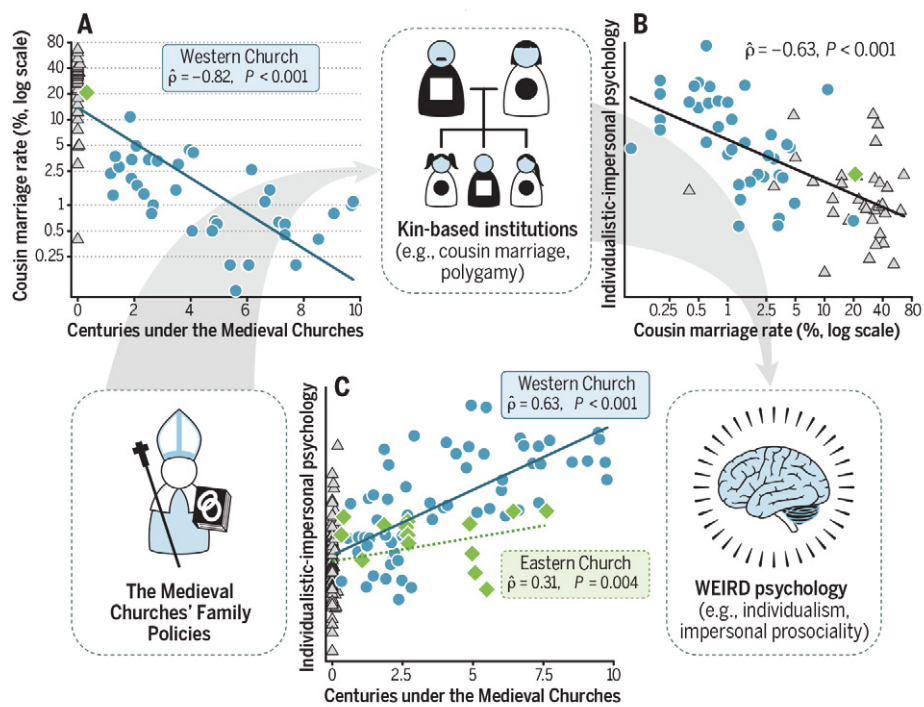 A
Cousin marriage rate (%, log scale)
80
40
20
10
5
2.5
1
0.5
0.25
Western Church
ρ̂ = –0.82, P < 0.001
0 2 4 6 8 10
Centuries under the Medieval Churches
Kin-based institutions
(e.g., cousin marriage,
polygamy)
B
Individualistic-impersonal psychology
ρ̂ = –0.63, P < 0.001
0.25 0.5 1 2.5 5 10 20 40 80
Cousin marriage rate (%, log scale)
The Medieval
Churches’ Family
Policies
C
Individualistic-impersonal psychology
Western Church
ρ̂ = 0.63, P < 0.001
Eastern Church
ρ̂ = 0.31, P = 0.004
0 2.5 5 7.5 10
Centuries under the Medieval Churches
WEIRD psychology
(e.g., individualism,
impersonal prosociality)